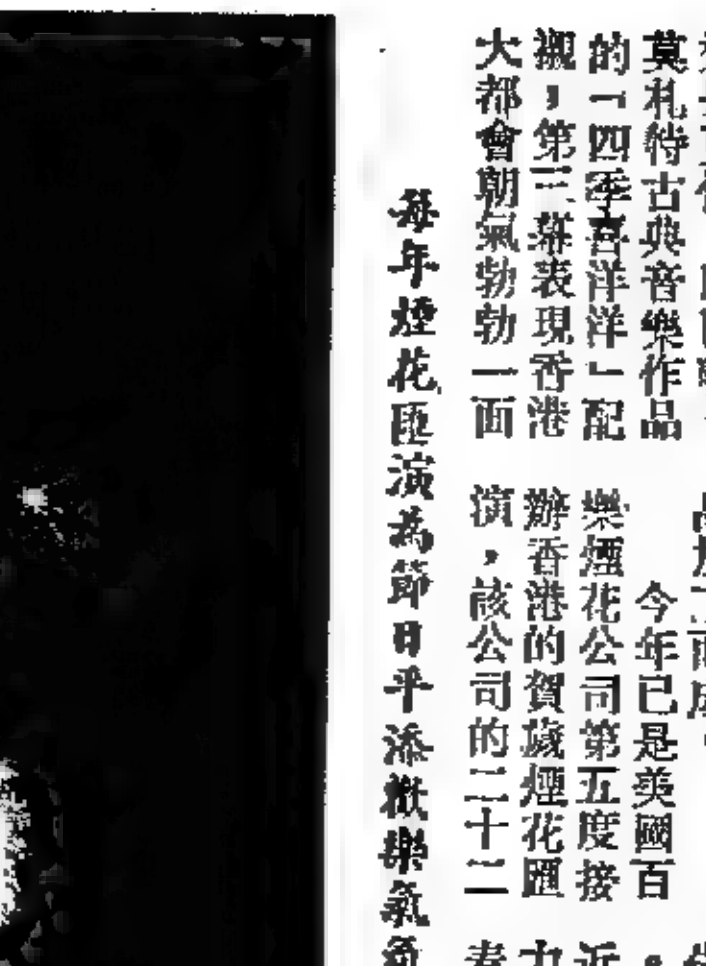 莫札特古典音樂作品
的「四季喜洋洋」配
襯，第三幕表現香港
大都會朝氣勃勃一面
今年已是美國百
樂煙花公司第五度接
辦香港的賀歲煙花匯
演，該公司的二十二
每年煙花匯演為節日平添歡樂氣氛